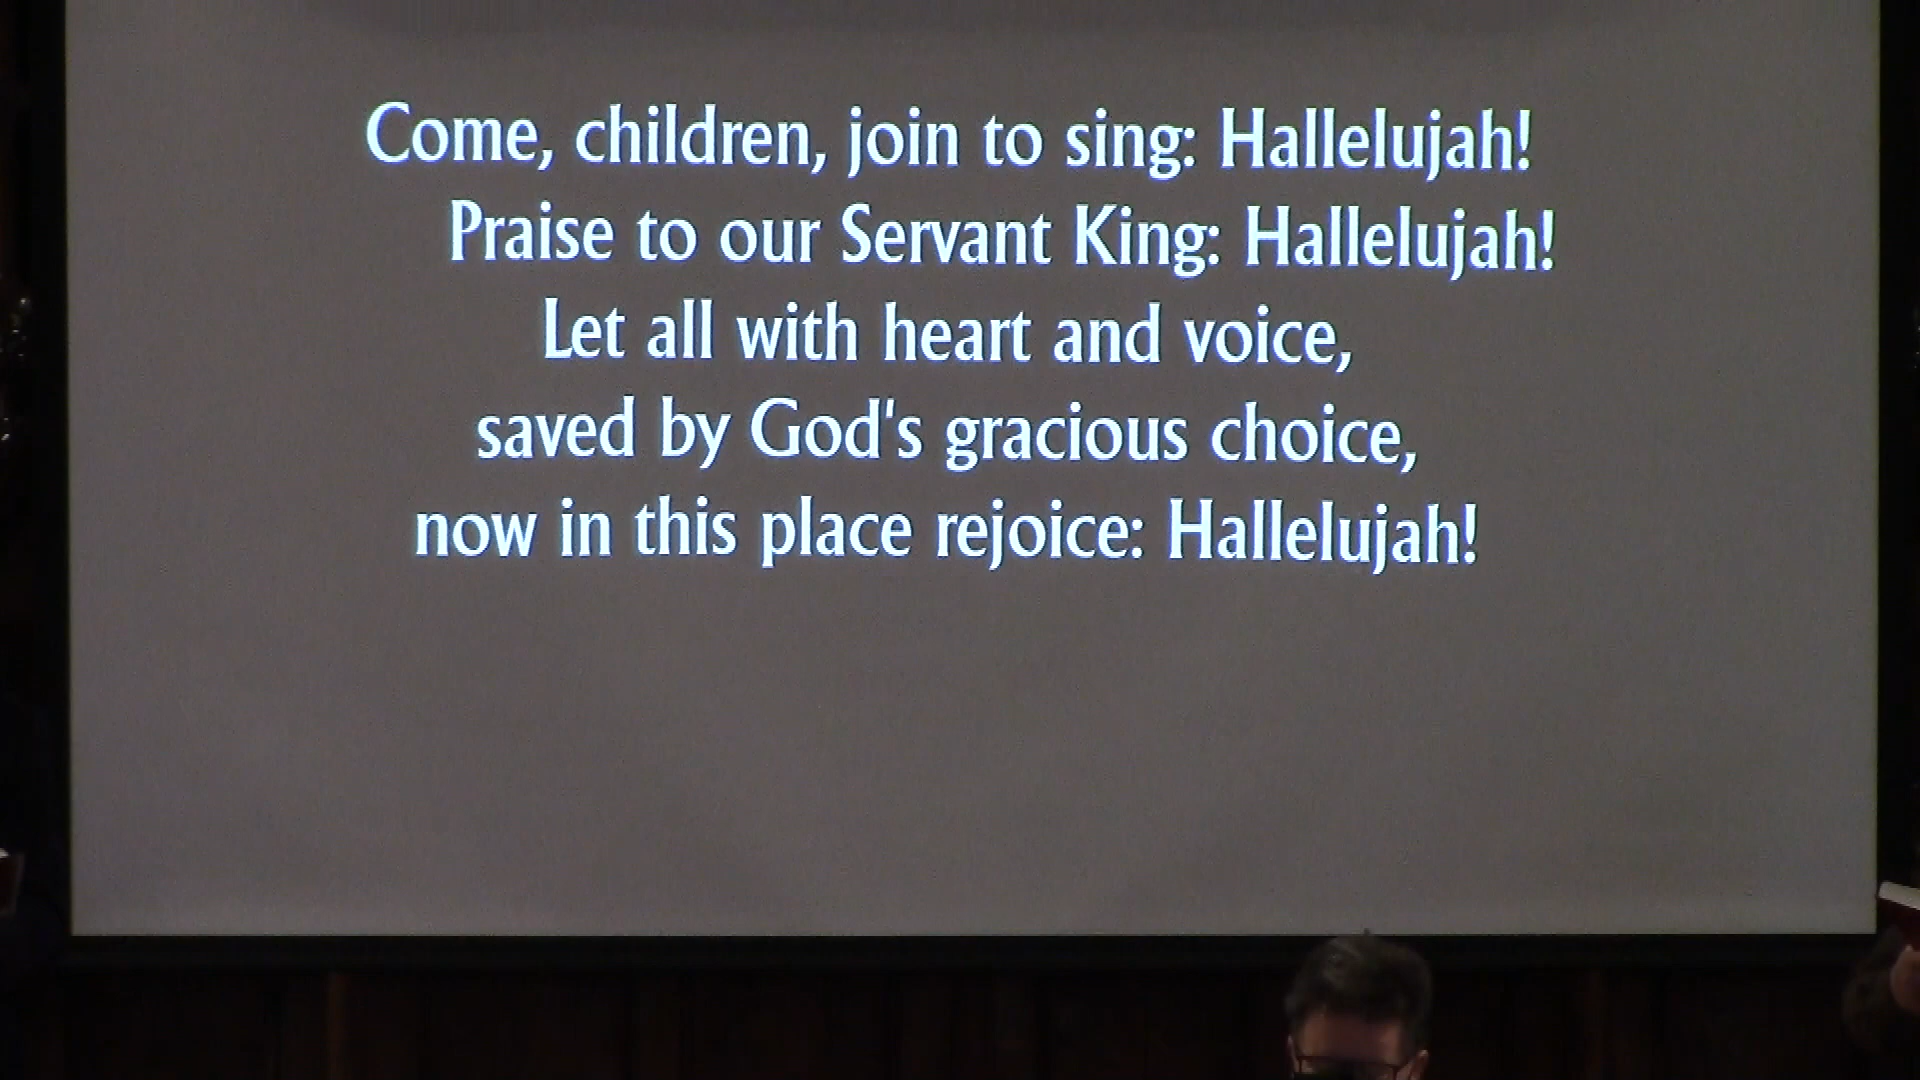 Come, children, join to sing: Hallelujah!
Praise to our Servant King: Hallelujah!
Let all with heart and voice,
saved by God's gracious choice,
now in this place rejoice: Hallelujah!